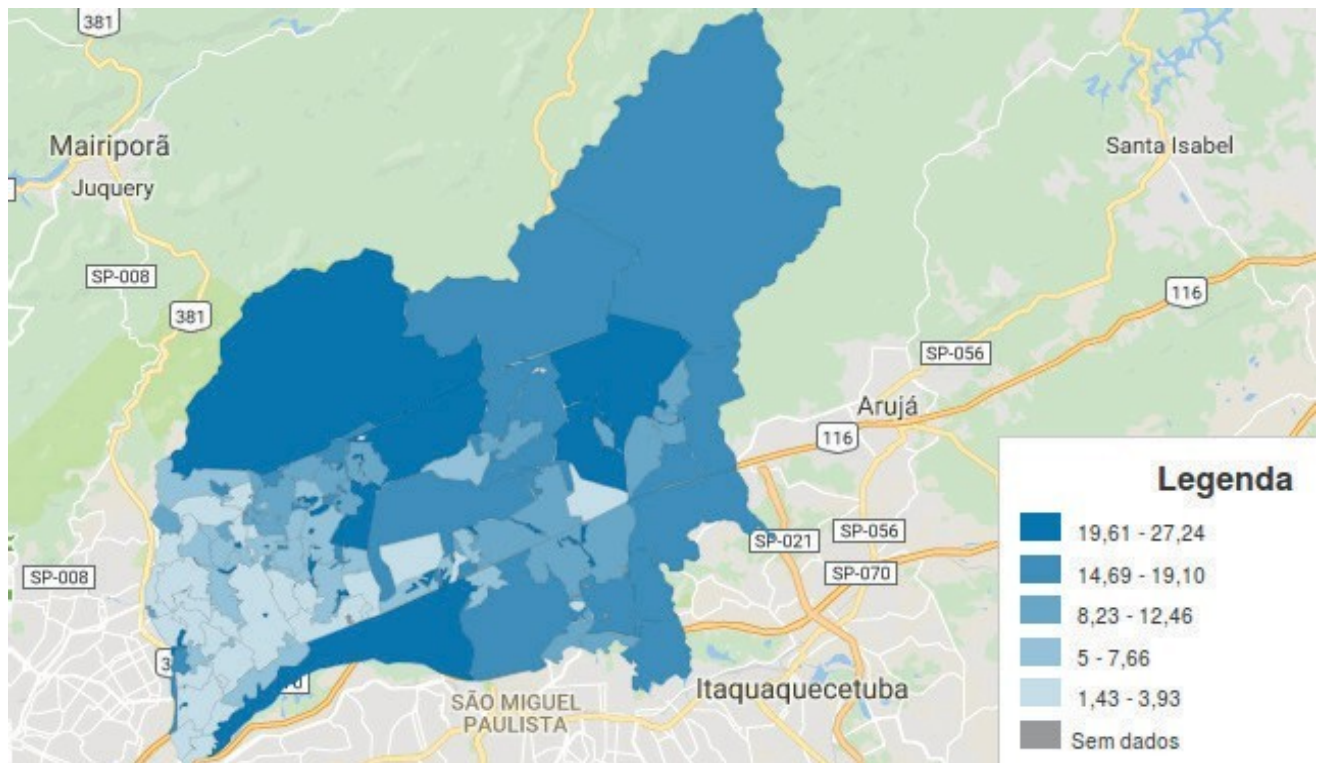 381
Mairiporã
Juquery
Santa Isabel
SP-008
116
381
SP-056
Arujá
116
Legenda
19,61 - 27,24
SP-021
SP-056
14,69 - 19,10
SP-008
SP-070
8,23 - 12,46
5 - 7,66
Itaquaquecetuba
SÃO MIGUEL
PAULISTA
1,43 - 3,93
Sem dados